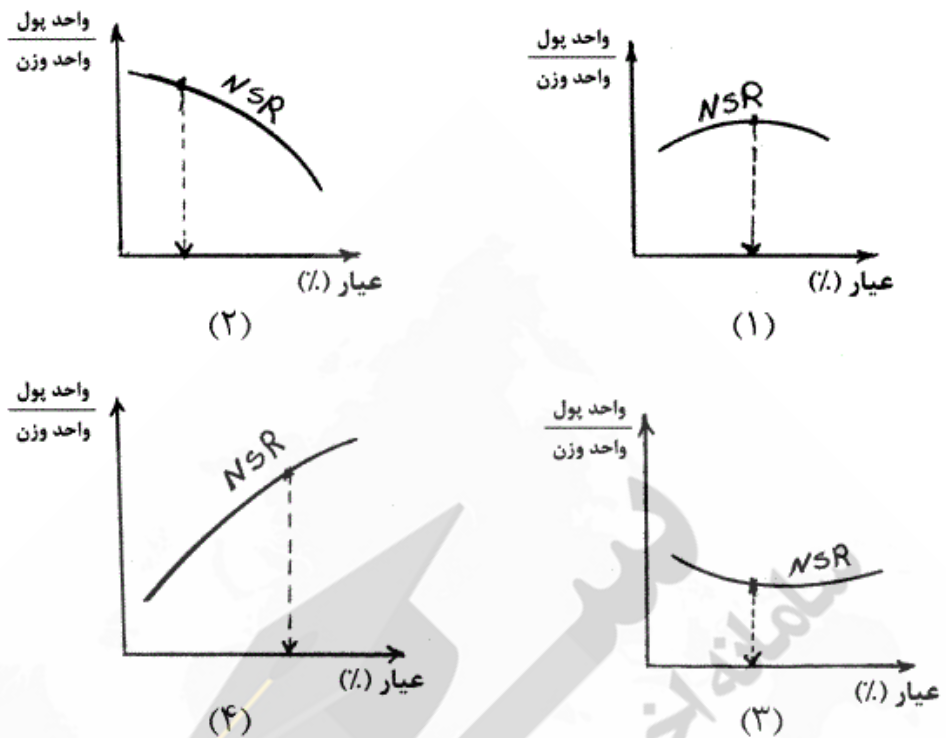 واحد پول
واحد وزن
NSR
عیار (٪)
(۱)
واحد پول
واحد وزن
NSR
عیار (٪)
(۲)
واحد پول
واحد وزن
NSR
عیار (٪)
(۳)
واحد پول
واحد وزن
NSR
عیار (٪)
(۴)
سامانه